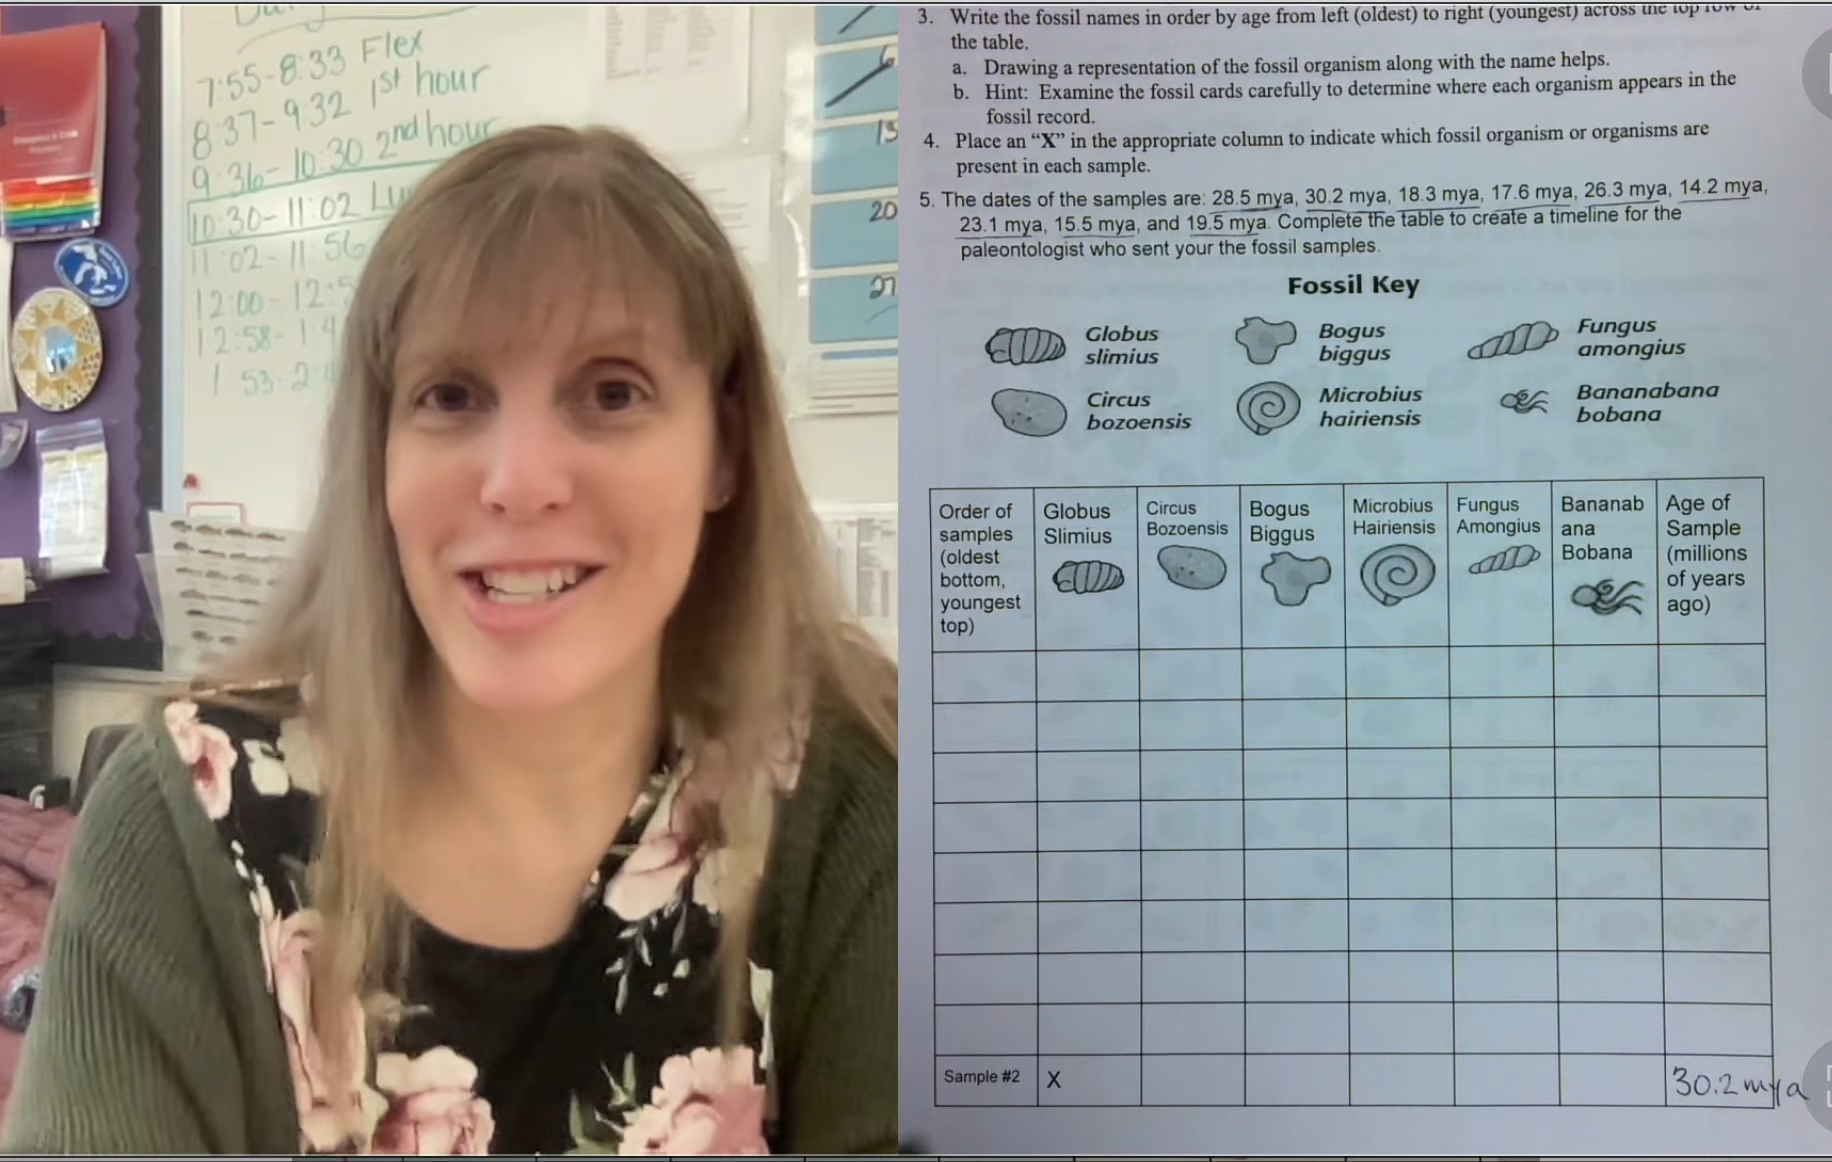 7:55-8:33 Flex
8:37-9:32 1st hour
9:36-10:30 2nd hour
10:30-11:02
11:02-11:56
12:00-
12:58-
20
27
3. Write the fossil names in order by age from left (oldest) to right (youngest) across the top row of
the table.
a. Drawing a representation of the fossil organism along with the name helps.
b. Hint: Examine the fossil cards carefully to determine where each organism appears in the
fossil record.
4. Place an “X” in the appropriate column to indicate which fossil organism or organisms are
present in each sample.
5. The dates of the samples are: 28.5 mya, 30.2 mya, 18.3 mya, 17.6 mya, 26.3 mya, 14.2 mya,
23.1 mya, 15.5 mya, and 19.5 mya. Complete the table to create a timeline for the
paleontologist who sent your the fossil samples.
Fossil Key
Globus
slimius
Bogus
biggus
Fungus
amongius
Circus
bozoensis
Microbius
hairiensis
Bananabana
bobana
Order of
samples
(oldest
bottom,
youngest
top)
Globus
Slimius
Circus
Bozoensis
Bogus
Biggus
Microbius
Hairiensis
Fungus
Amongius
Bananab
ana
Bobana
Age of
Sample
(millions
of years
ago)
Sample #2
X
30.2 mya